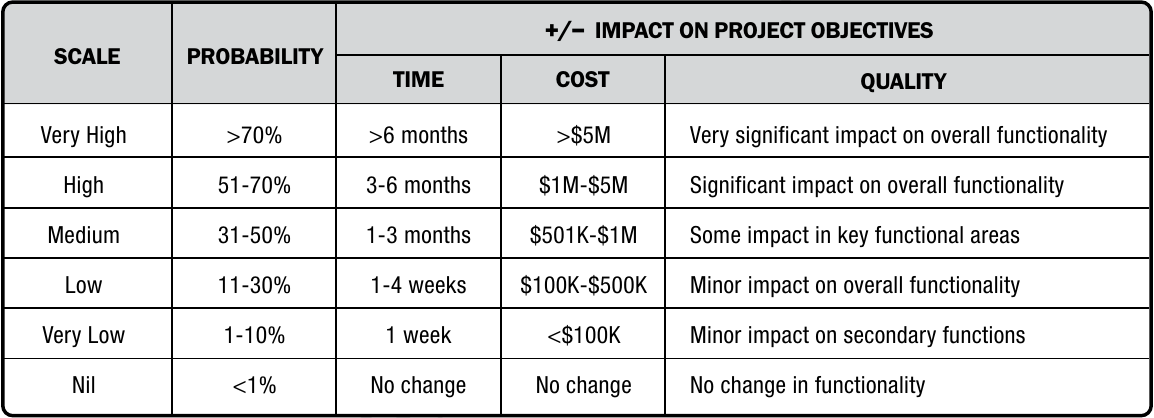 +/− IMPACT ON PROJECT OBJECTIVES
SCALE PROBABILITY TIME COST QUALITY
Very High >70% >6 months >$5M Very significant impact on overall functionality
High 51-70% 3-6 months $1M-$5M Significant impact on overall functionality
Medium 31-50% 1-3 months $501K-$1M Some impact in key functional areas
Low 11-30% 1-4 weeks $100K-$500K Minor impact on overall functionality
Very Low 1-10% 1 week <$100K Minor impact on secondary functions
Nil <1% No change No change No change in functionality